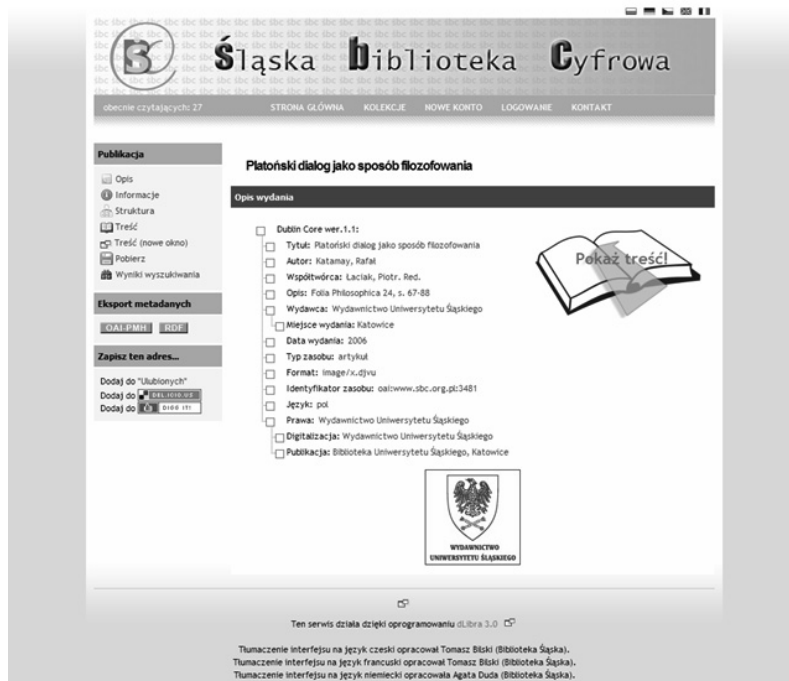 Śląska Biblioteka Cyfrowa
obecnie czytających: 27 STRONA GŁÓWNA KOLEKCJE NOWE KONTO LOGOWANIE KONTAKT
Publikacja
Opis
Informacje
Struktura
Treść
Treść (nowe okno)
Pobierz
Wyniki wyszukiwania
Eksport metadanych
OAI-PMH RDF
Zapisz ten adres...
Dodaj do "Ulubionych"
Dodaj do DEL.ICIO.US
Dodaj do DIGG IT!
Platoński dialog jako sposób filozofowania
Opis wydania
Dublin Core wer.1.1:
Tytuł: Platoński dialog jako sposób filozofowania
Autor: Katamay, Rafał
Współtwórca: Łaciak, Piotr. Red.
Opis: Folia Philosophica 24, s. 67-88
Wydawca: Wydawnictwo Uniwersytetu Śląskiego
Miejsce wydania: Katowice
Data wydania: 2006
Typ zasobu: artykuł
Format: image/x.djvu
Identyfikator zasobu: oai:www.sbc.org.pl:3481
Język: pol
Prawa: Wydawnictwo Uniwersytetu Śląskiego
Digitalizacja: Wydawnictwo Uniwersytetu Śląskiego
Publikacja: Biblioteka Uniwersytetu Śląskiego, Katowice
Pokaż treść!
WYDAWNICTWO
UNIWERSYTETU ŚLĄSKIEGO
Ten serwis działa dzięki oprogramowaniu dLibra 3.0
Tłumaczenie interfejsu na język czeski opracował Tomasz Bilski (Biblioteka Śląska).
Tłumaczenie interfejsu na język francuski opracował Tomasz Bilski (Biblioteka Śląska).
Tłumaczenie interfejsu na język niemiecki opracowała Agata Duda (Biblioteka Śląska).